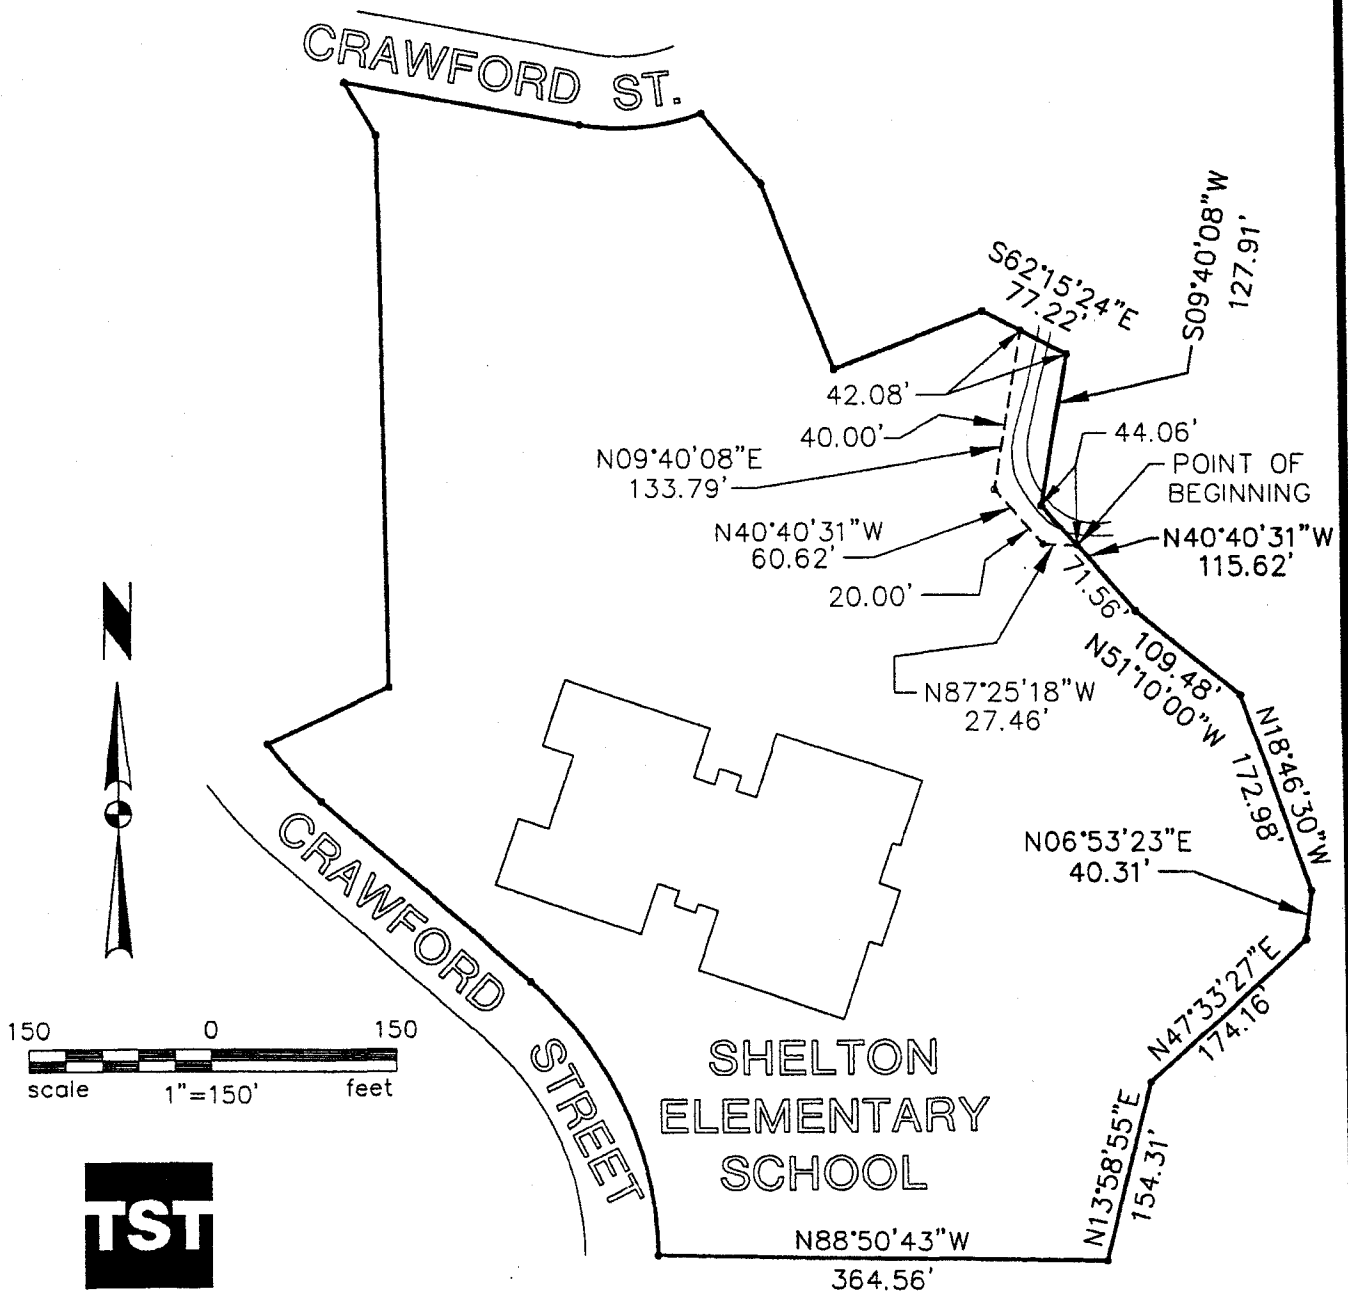 CRAWFORD ST.
S62°15'24"E
77.22'
S09°40'08"W
127.91'
42.08'
40.00'
44.06'
N09°40'08"E
133.79'
POINT OF
BEGINNING
N40°40'31"W
60.62'
N40°40'31"W
115.62'
20.00'
71.56'
109.48'
N51°10'00"W
N87°25'18"W
27.46'
N
N18°46'30"W
172.98'
N06°53'23"E
40.31'
CRAWFORD
STREET
N47°33'27"E
174.16'
150 0 150
scale 1"=150' feet
SHELTON
ELEMENTARY
SCHOOL
N13°58'55"E
154.31'
TST
N88°50'43"W
364.56'